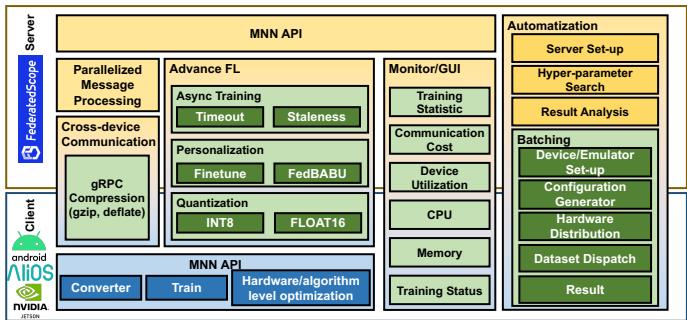 Server
FederatedScope
MNN API
Parallelized
Message
Processing
Cross-device
Communication
gRPC
Compression
(gzip, deflate)
Advance FL
Async Training
Timeout
Staleness
Personalization
Finetune
FedBABU
Quantization
INT8
FLOAT16
Monitor/GUI
Training
Statistic
Communication
Cost
Device
Utilization
CPU
Memory
Training Status
Automatization
Server Set-up
Hyper-parameter
Search
Result Analysis
Batching
Device/Emulator
Set-up
Configuration
Generator
Hardware
Distribution
Dataset Dispatch
Result
Client
android
AliOS
NVIDIA.
JETSON
MNN API
Converter
Train
Hardware/algorithm
level optimization